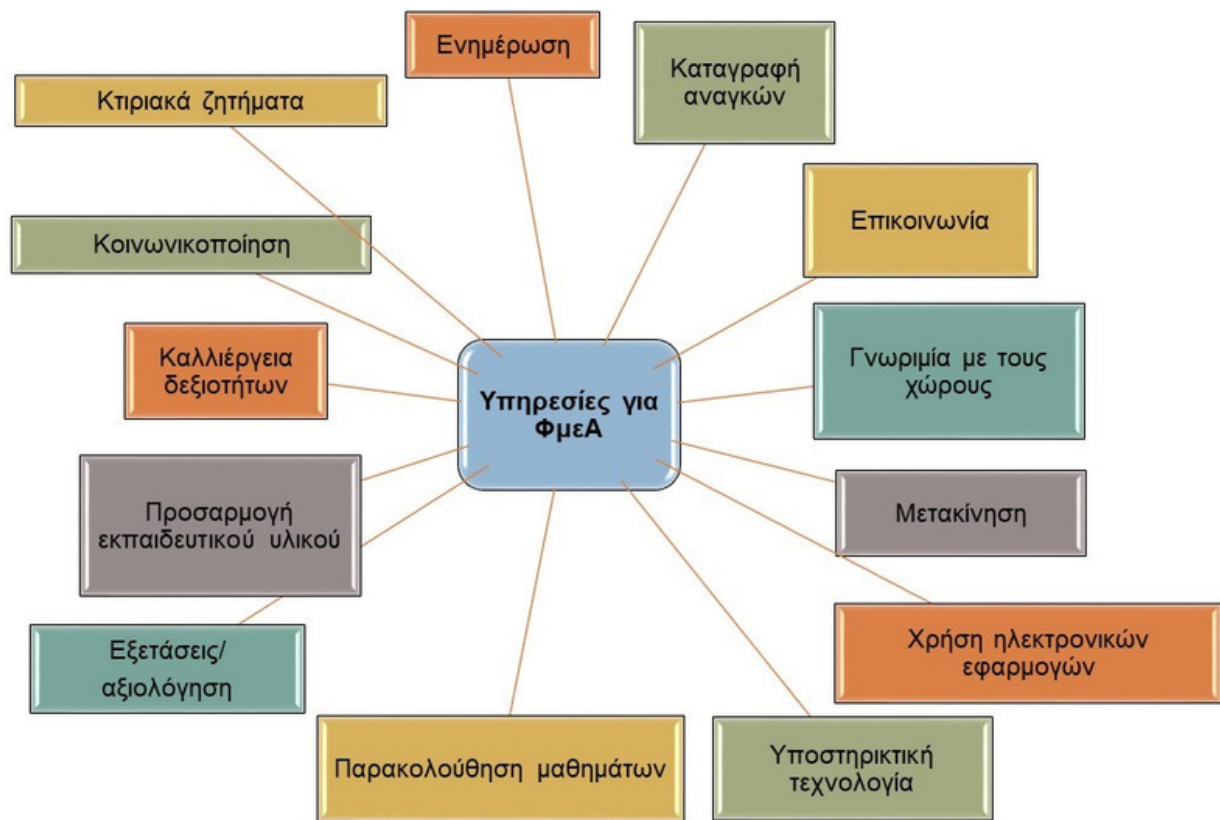 Ενημέρωση
Καταγραφή
αναγκών
Κτιριακά ζητήματα
Επικοινωνία
Κοινωνικοποίηση
Γνωριμία με τους
χώρους
Καλλιέργεια
δεξιοτήτων
Υπηρεσίες για
ΦμεΑ
Προσαρμογή
εκπαιδευτικού υλικού
Μετακίνηση
Χρήση ηλεκτρονικών
εφαρμογών
Εξετάσεις/
αξιολόγηση
Παρακολούθηση μαθημάτων
Υποστηρικτική
τεχνολογία